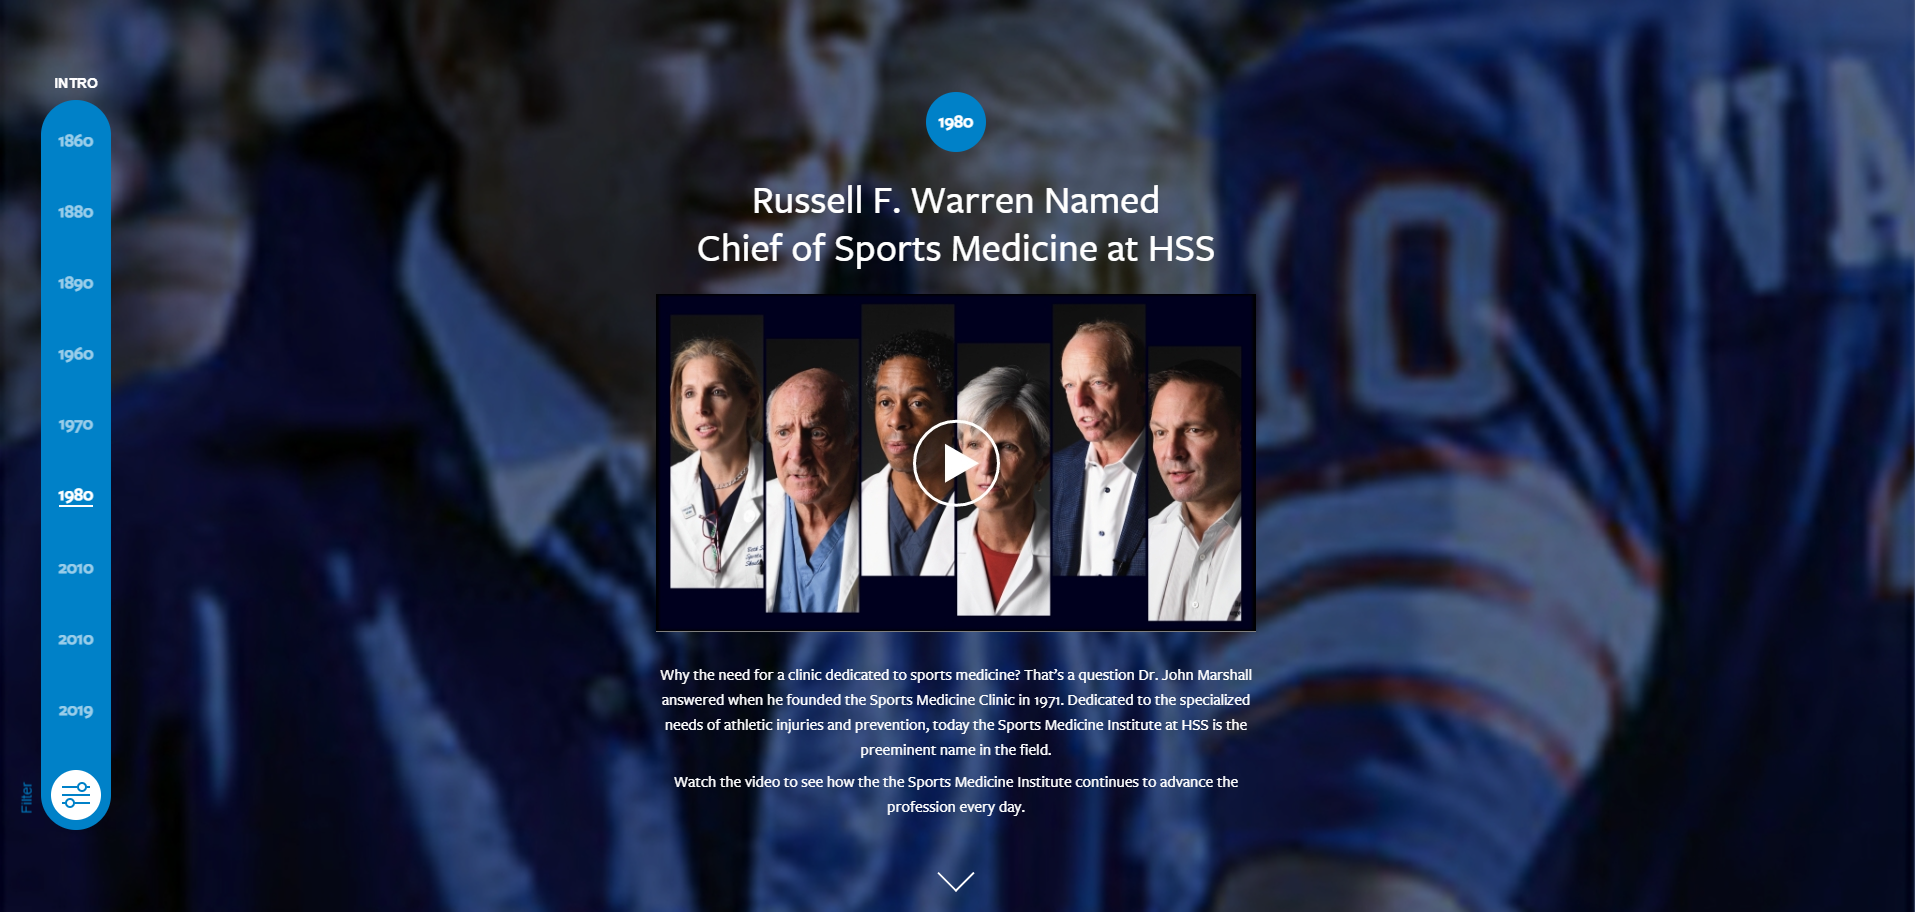 INTRO
1860
1880
1890
1960
1970
1980
2010
2010
2019
Filter
1980
Russell F. Warren Named
Chief of Sports Medicine at HSS
Why the need for a clinic dedicated to sports medicine? That's a question Dr. John Marshall
answered when he founded the Sports Medicine Clinic in 1971. Dedicated to the specialized
needs of athletic injuries and prevention, today the Sports Medicine Institute at HSS is the
preeminent name in the field.
Watch the video to see how the the Sports Medicine Institute continues to advance the
profession every day.